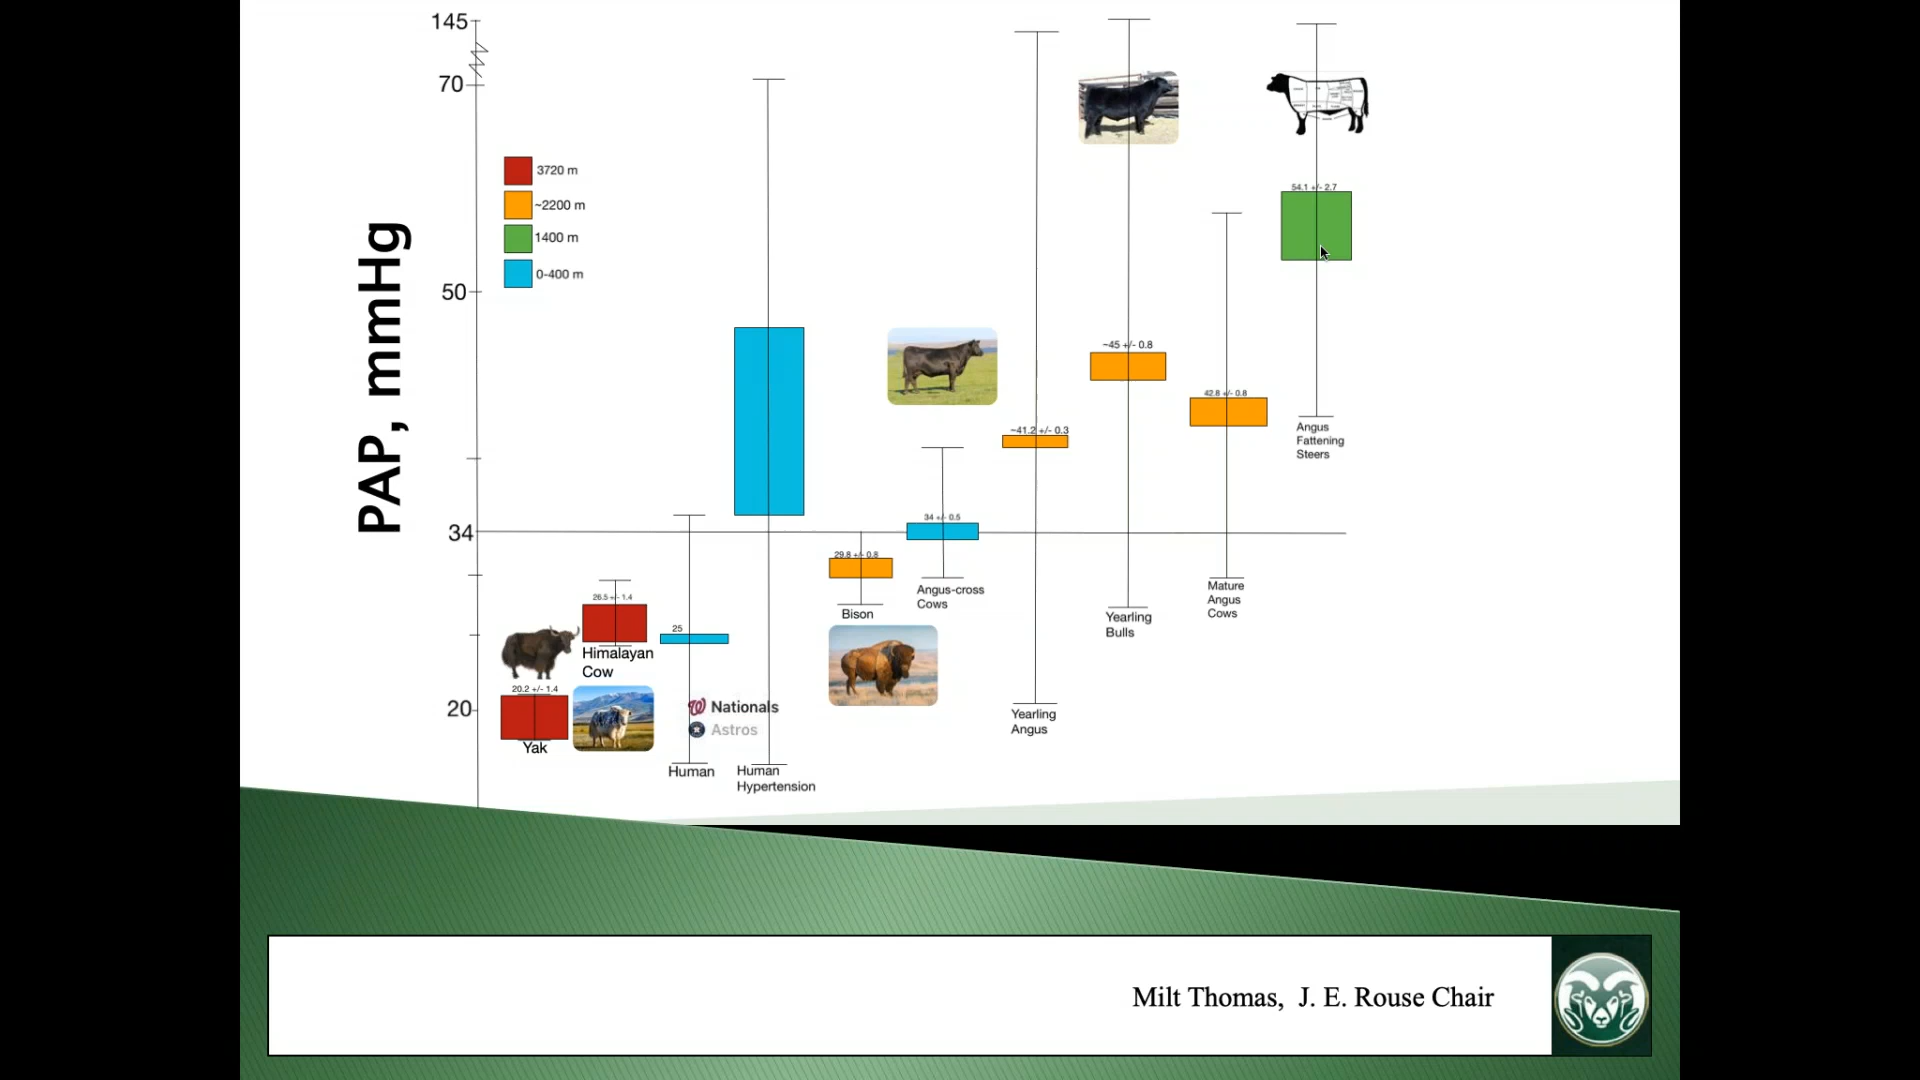 145
70
3720 m
~2200 m
1400 m
0-400 m
PAP, mmHg
50
34
20
54.1 +/- 2.7
~45 +/- 0.8
42.8 +/- 0.8
~41.2 +/- 0.3
34 +/- 0.5
29.8 +/- 0.8
26.5 +/- 1.4
25
20.2 +/- 1.4
Angus
Fattening
Steers
Mature
Angus
Cows
Yearling
Bulls
Yearling
Angus
Angus-cross
Cows
Bison
Himalayan
Cow
Yak
Nationals
Astros
Human
Human
Hypertension
Milt Thomas, J. E. Rouse Chair